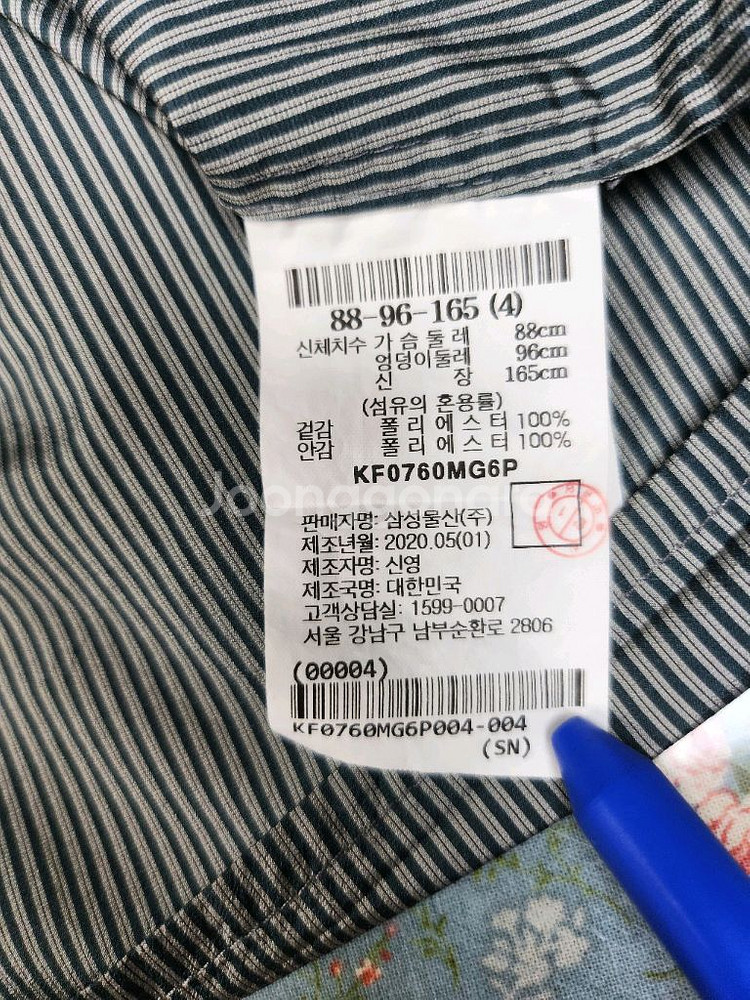 88-96-165 (4)
신체치수 가 슴 둘 레 88cm
엉덩이둘레 96cm
신 장 165cm
(섬유의 혼용률)
겉감 폴 리 에 스 터 100%
안감 폴 리 에 스 터 100%
KF0760MG6P
Joonggonara
판매자명: 삼성물산(주)
제조년월: 2020.05(01)
제조자명: 신영
제조국명: 대한민국
고객상담실: 1599-0007
서울 강남구 남부순환로 2806
(00004)
KF0760MG6P004-004
(SN)